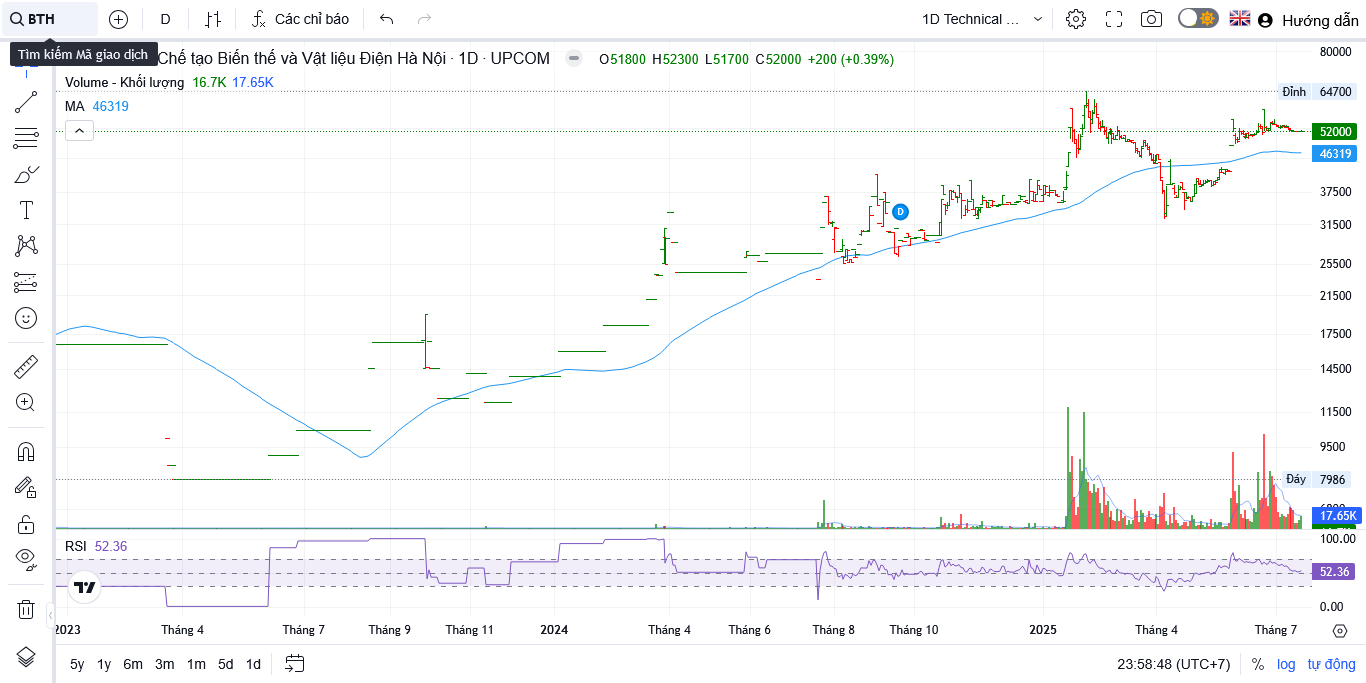 BTH
D
Các chỉ báo
1D Technical ...
Hướng dẫn
Tìm kiếm Mã giao dịch
Chế tạo Biến thế và Vật liệu Điện Hà Nội · 1D · UPCOM
O51800 H52300 L51700 C52000 +200 (+0.39%)
Volume - Khối lượng 16.7K 17.65K
MA 46319
80000
Đỉnh 64700
52000
46319
37500
31500
25500
21500
17500
14500
11500
9500
Đáy 7986
17.65K
D
RSI 52.36
100.00
52.36
0.00
2023 Tháng 4 Tháng 7 Tháng 9 Tháng 11 2024 Tháng 4 Tháng 6 Tháng 8 Tháng 10 2025 Tháng 4 Tháng 7
5y 1y 6m 3m 1m 5d 1d
23:58:48 (UTC+7) % log tự động